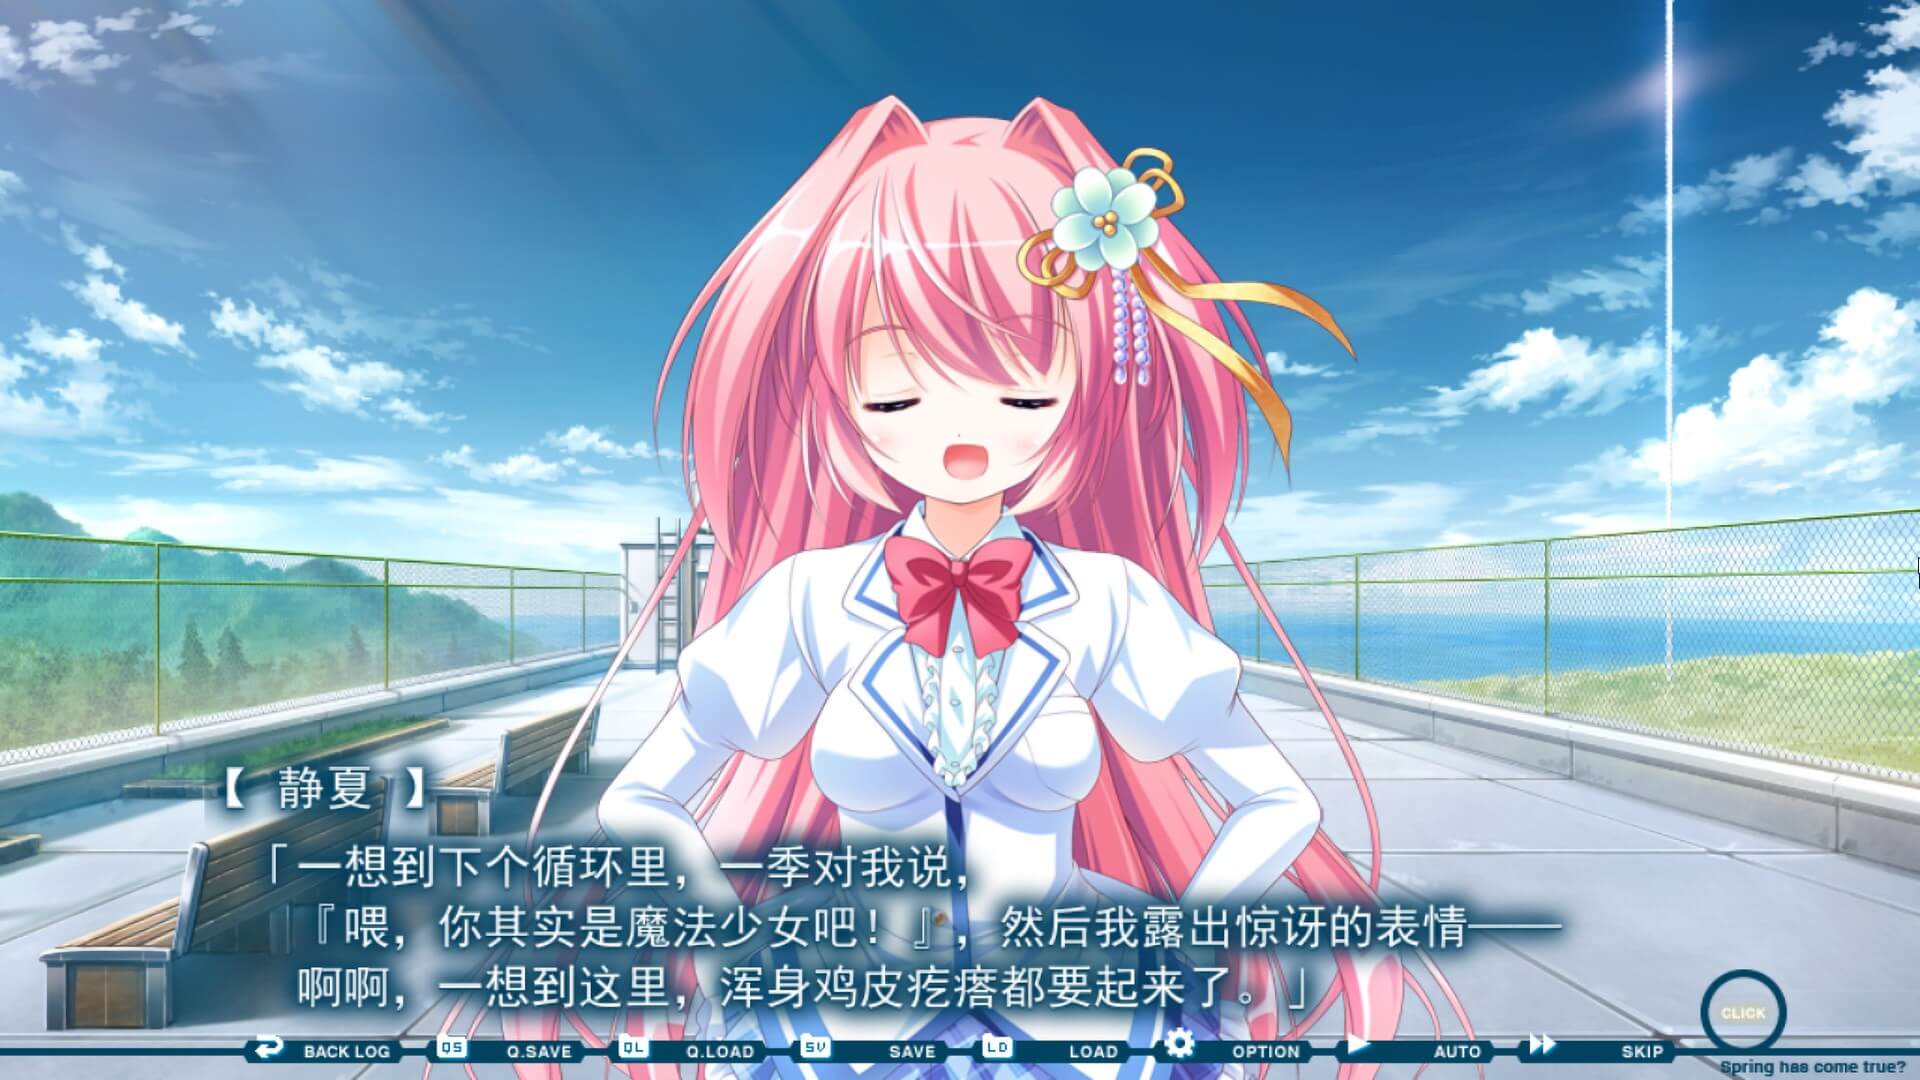 【 静夏 】
「一想到下个循环里，一季对我说，
『喂，你其实是魔法少女吧！』，然后我露出惊讶的表情——
啊啊，一想到这里，浑身鸡皮疙瘩都要起来了。」
CLICK
BACK LOG QS Q.SAVE QL Q.LOAD SV SAVE LD LOAD OPTION AUTO SKIP
Spring has come true?